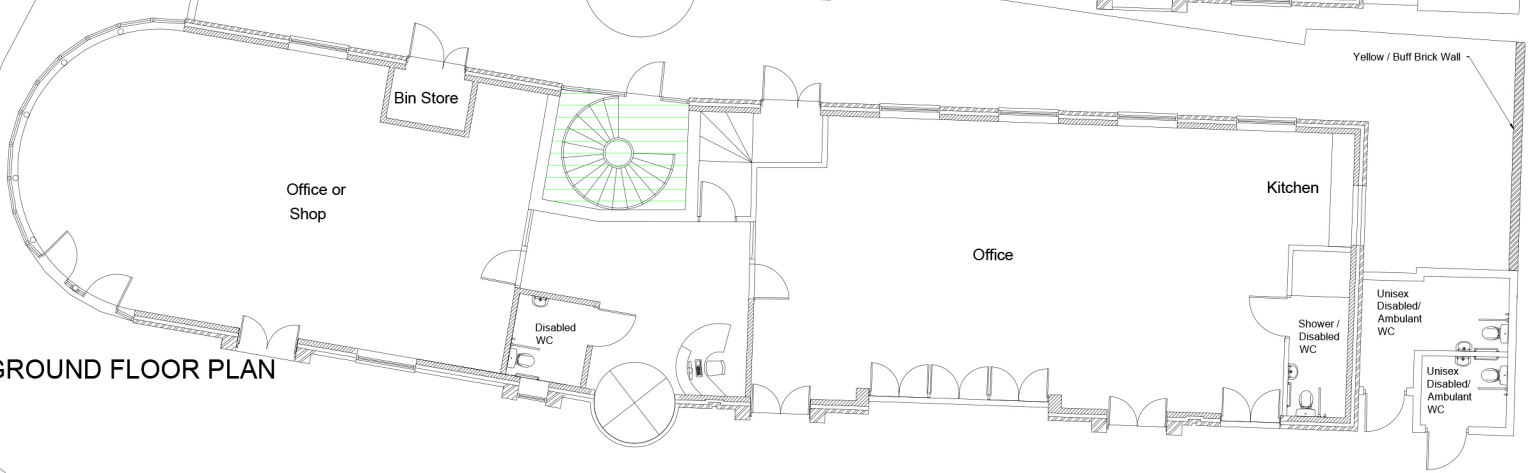 Yellow / Buff Brick Wall
Bin Store
Office or
Shop
Kitchen
Office
Unisex
Disabled/
Ambulant
WC
Disabled
WC
Shower /
Disabled
WC
GROUND FLOOR PLAN
Unisex
Disabled/
Ambulant
WC